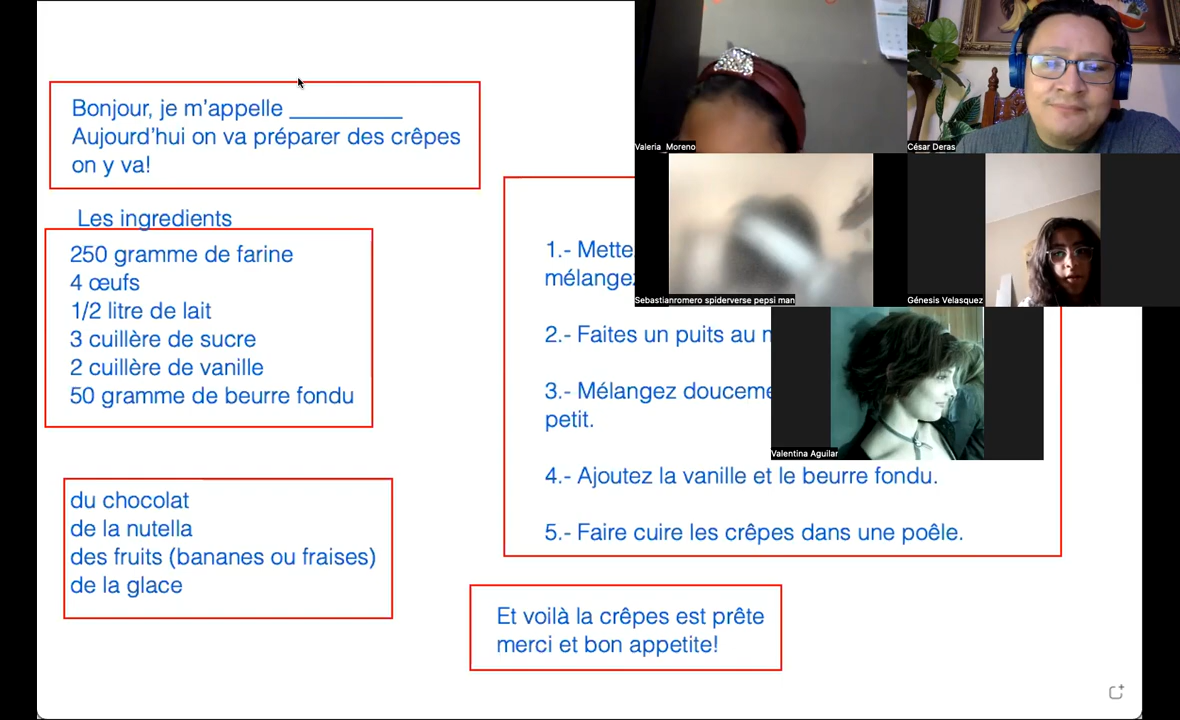 Bonjour, je m'appelle __________
Aujourd'hui on va préparer des crêpes
on y va!
Les ingredients
250 gramme de farine
4 œufs
1/2 litre de lait
3 cuillère de sucre
2 cuillère de vanille
50 gramme de beurre fondu
du chocolat
de la nutella
des fruits (bananes ou fraises)
de la glace
1.- Mette
mélangez
2.- Faites un puits au
3.- Mélangez douceme
petit.
4.- Ajoutez la vanille et le beurre fondu.
5.- Faire cuire les crêpes dans une poêle.
Et voilà la crêpes est prête
merci et bon appetite!
Valeria Moreno
César Deras
Sebastianromero spiderverse pepsi man
Génesis Velasquez
Valentina Aguilar